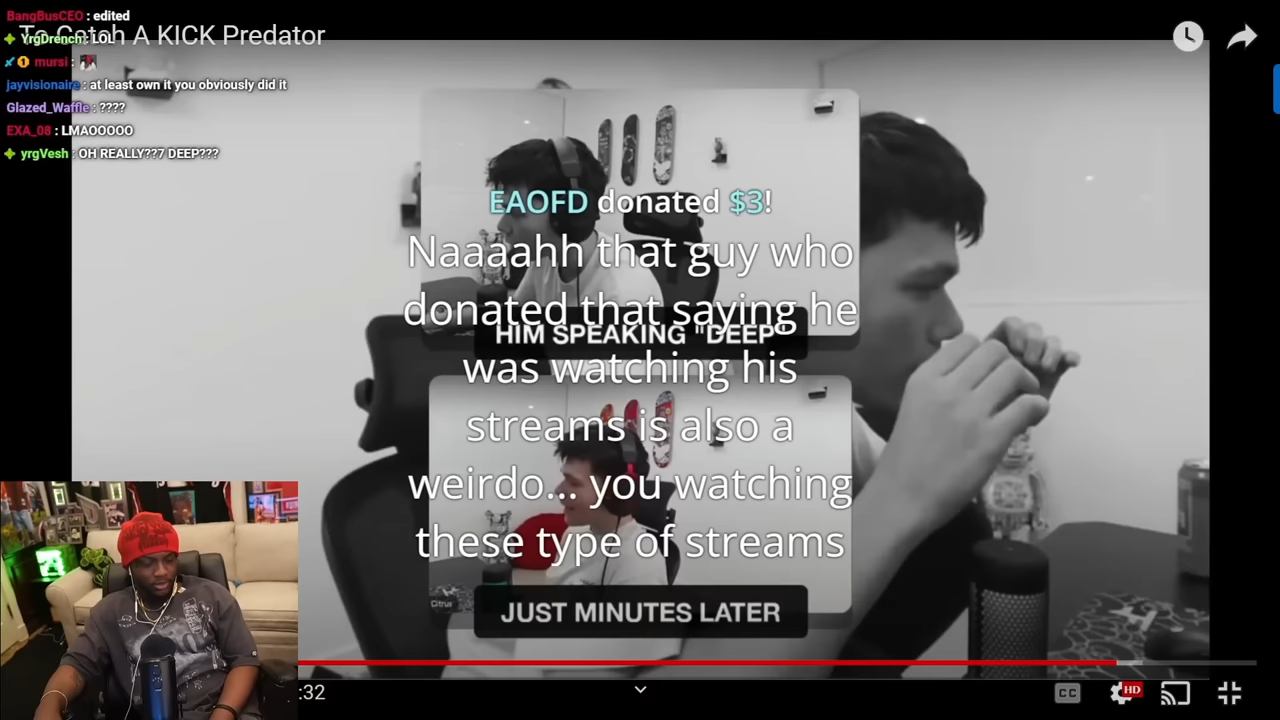 To Catch A KICK Predator
BangBusCEO : edited
YrgDrench : LOL
mursi :
jayvisionaire : at least own it you obviously did it
Glazed_Waffle : ????
EXA_08 : LMAOOOOO
yrgVesh : OH REALLY??7 DEEP???
EAOFD donated $3!
Naaaahh that guy who
donated that saying he
HIM SPEAKING "DEEP"
was watching his
streams is also a
weirdo... you watching
these type of streams
Citrus
JUST MINUTES LATER
:32
CC
HD